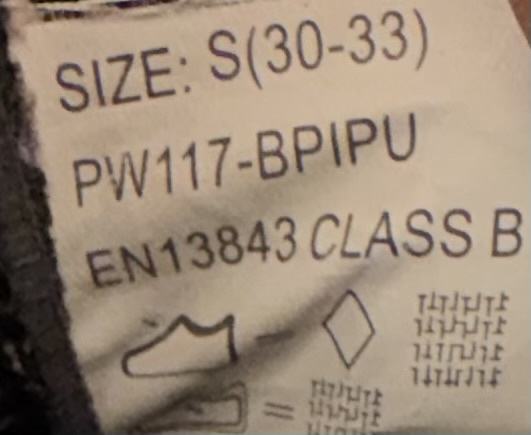 SIZE: S(30-33)
PW117-BPIPU
EN13843 CLASS B
=